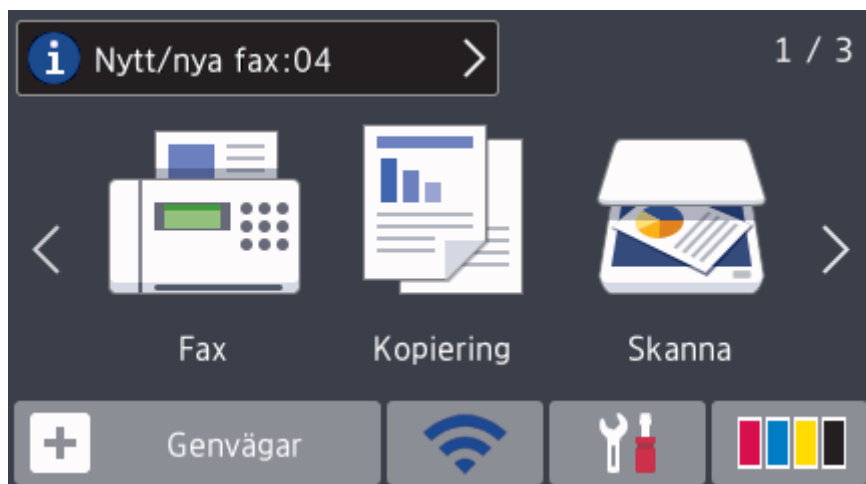 Nytt/nya fax:04
1 / 3
Fax
Kopiering
Skanna
Genvägar